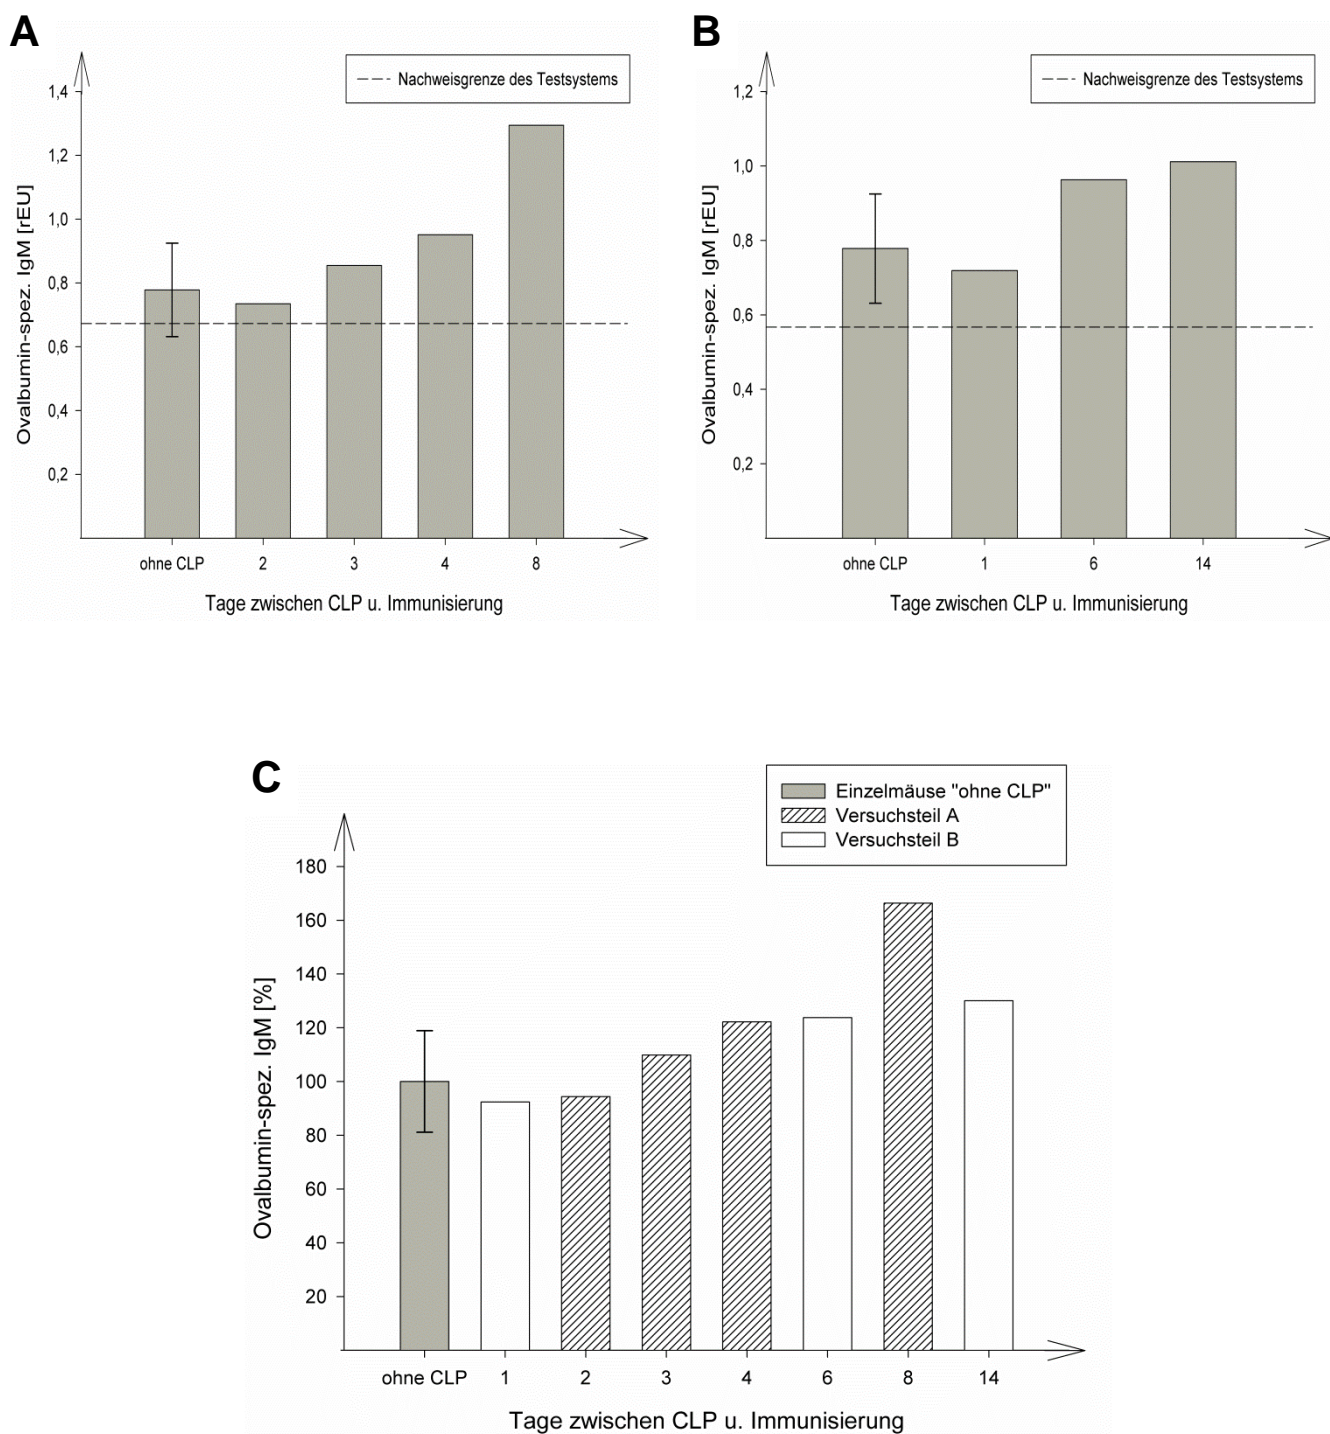 A
Nachweisgrenze des Testsystems
1,4
1,2
1,0
0,8
0,6
0,4
0,2
Ovalbumin-spez. IgM [rEU]
ohne CLP 2 3 4 8
Tage zwischen CLP u. Immunisierung
B
Nachweisgrenze des Testsystems
1,2
1,0
0,8
0,6
0,4
0,2
Ovalbumin-spez. IgM [rEU]
ohne CLP 1 6 14
Tage zwischen CLP u. Immunisierung
C
Einzelmäuse "ohne CLP"
Versuchsteil A
Versuchsteil B
180
160
140
120
100
80
60
40
20
Ovalbumin-spez. IgM [%]
ohne CLP 1 2 3 4 6 8 14
Tage zwischen CLP u. Immunisierung